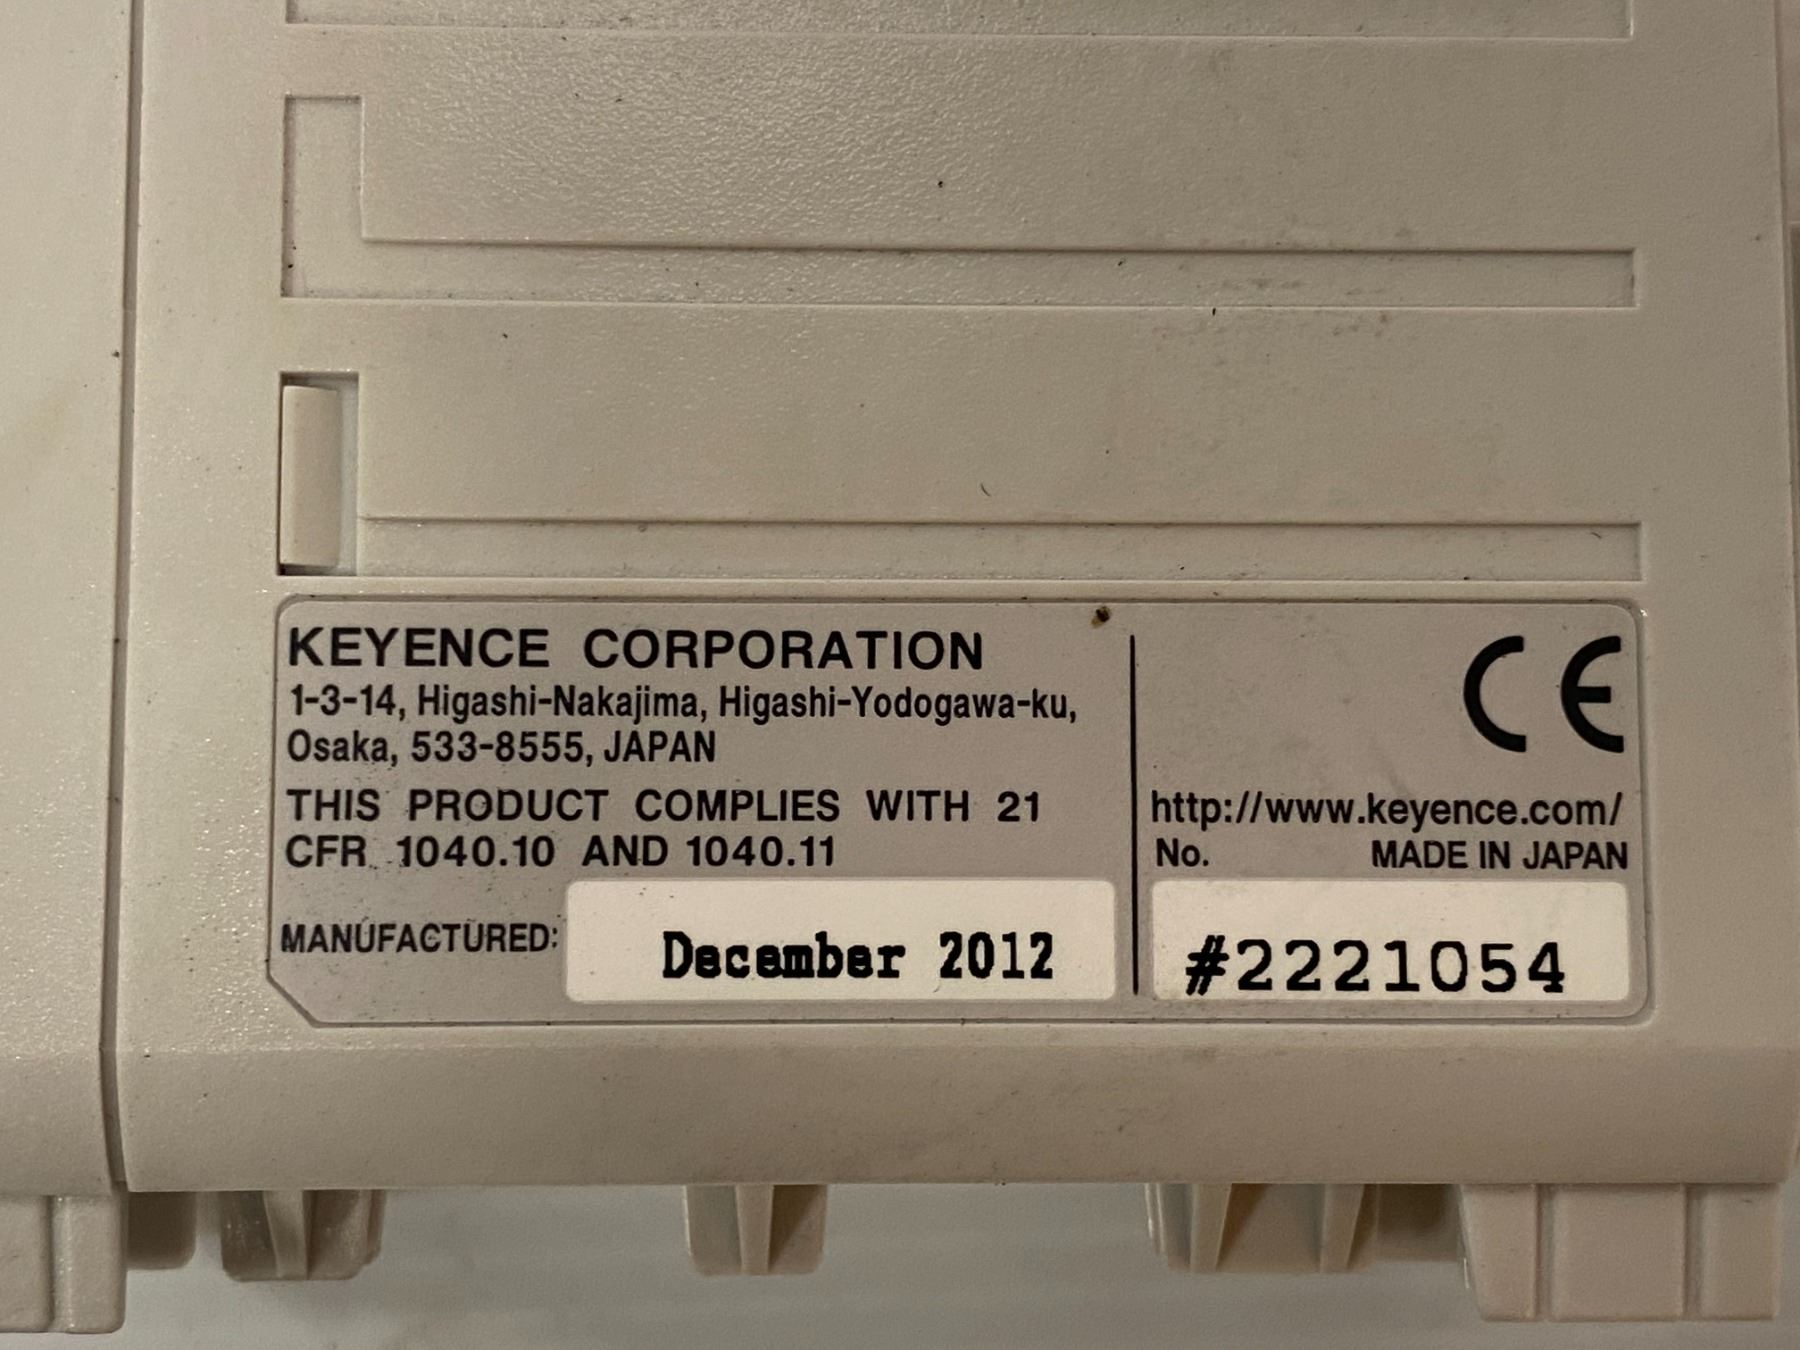 KEYENCE CORPORATION
1-3-14, Higashi-Nakajima, Higashi-Yodogawa-ku,
Osaka, 533-8555, JAPAN
THIS PRODUCT COMPLIES WITH 21
CFR 1040.10 AND 1040.11
MANUFACTURED: December 2012
CE
http://www.keyence.com/
No. MADE IN JAPAN
#2221054